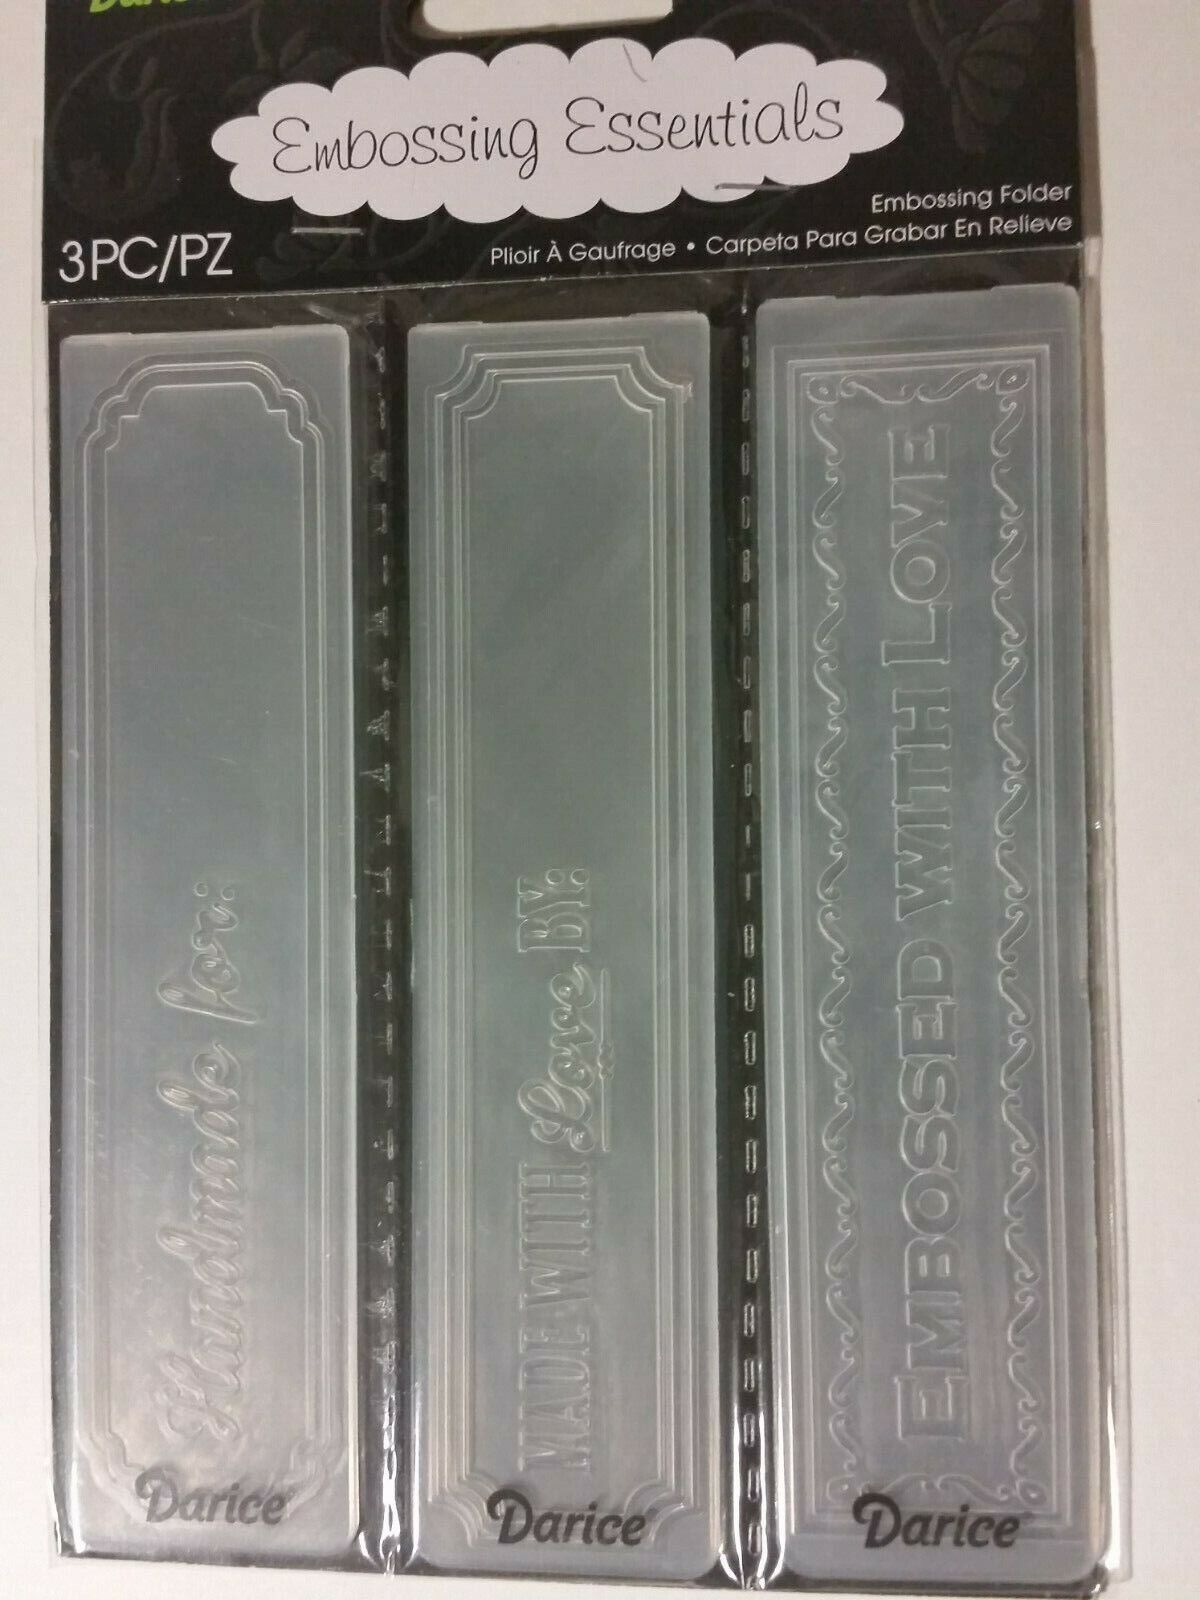 Darice
Embossing Essentials
3PC/PZ
Embossing Folder
Plioir À Gaufrage • Carpeta Para Grabar En Relieve
Handmade for:
MADE WITH Love BY:
EMBOSSED WITH LOVE
Darice
Darice
Darice